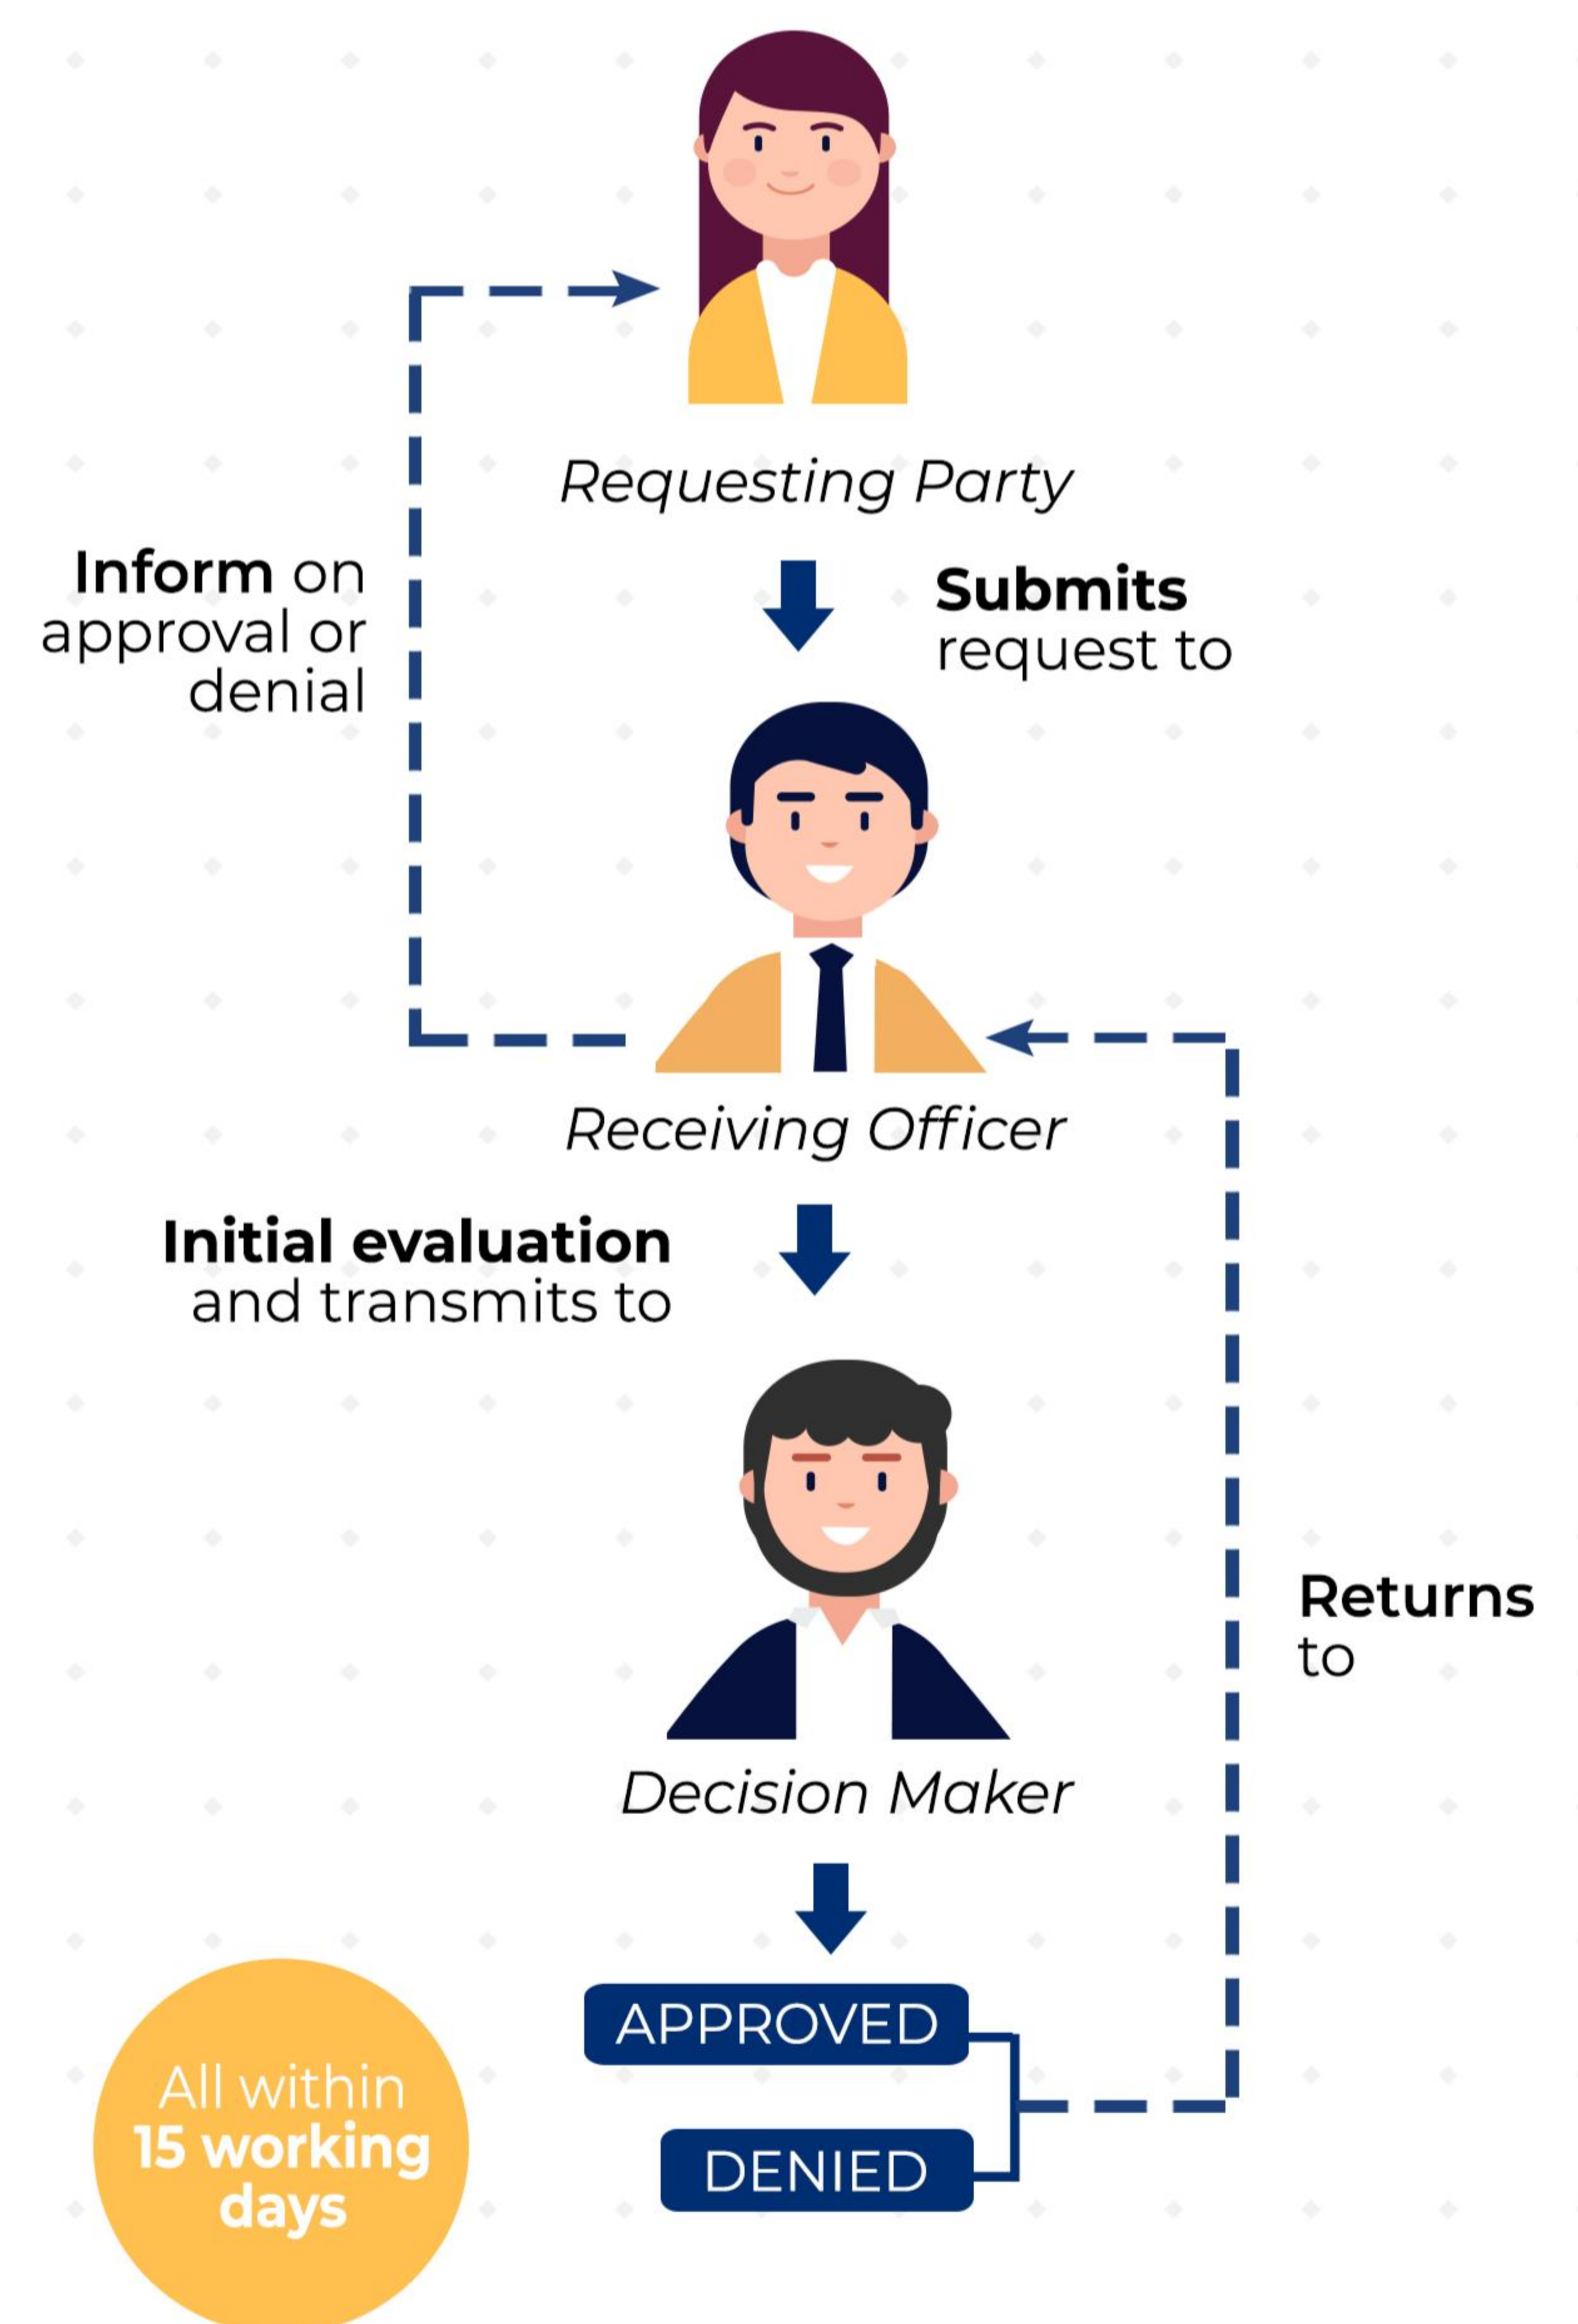 Requesting Party
Inform on
approval or
denial
Submits
request to
Receiving Officer
Initial evaluation
and transmits to
Decision Maker
Returns
to
APPROVED
DENIED
All within
15 working
days